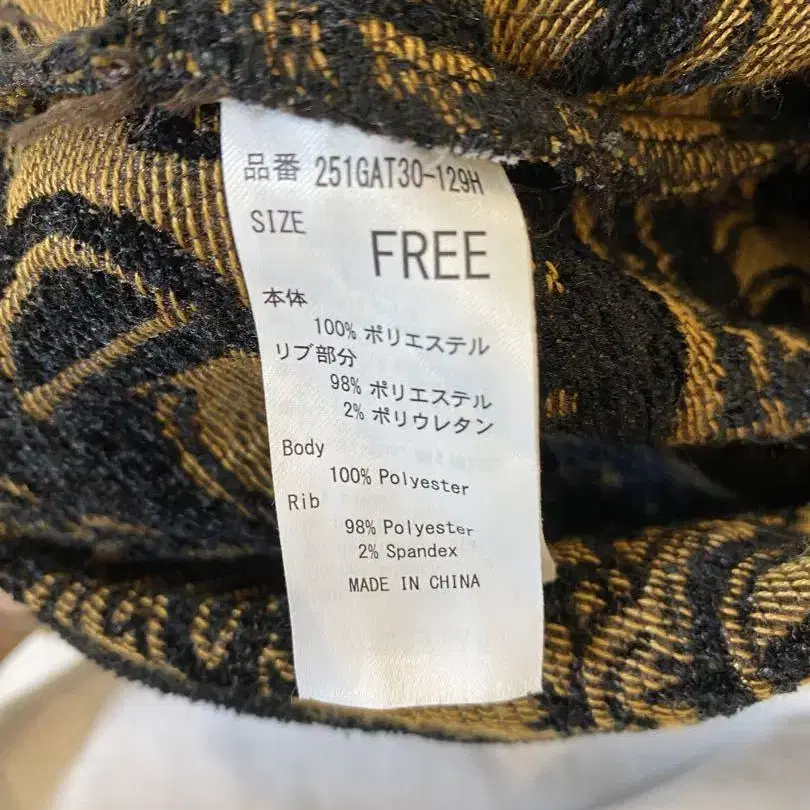 品番 251GAT30-129H
SIZE
FREE
本体
100% ポリエステル
リブ部分
98% ポリエステル
2% ポリウレタン
Body
100% Polyester
Rib
98% Polyester
2% Spandex
MADE IN CHINA